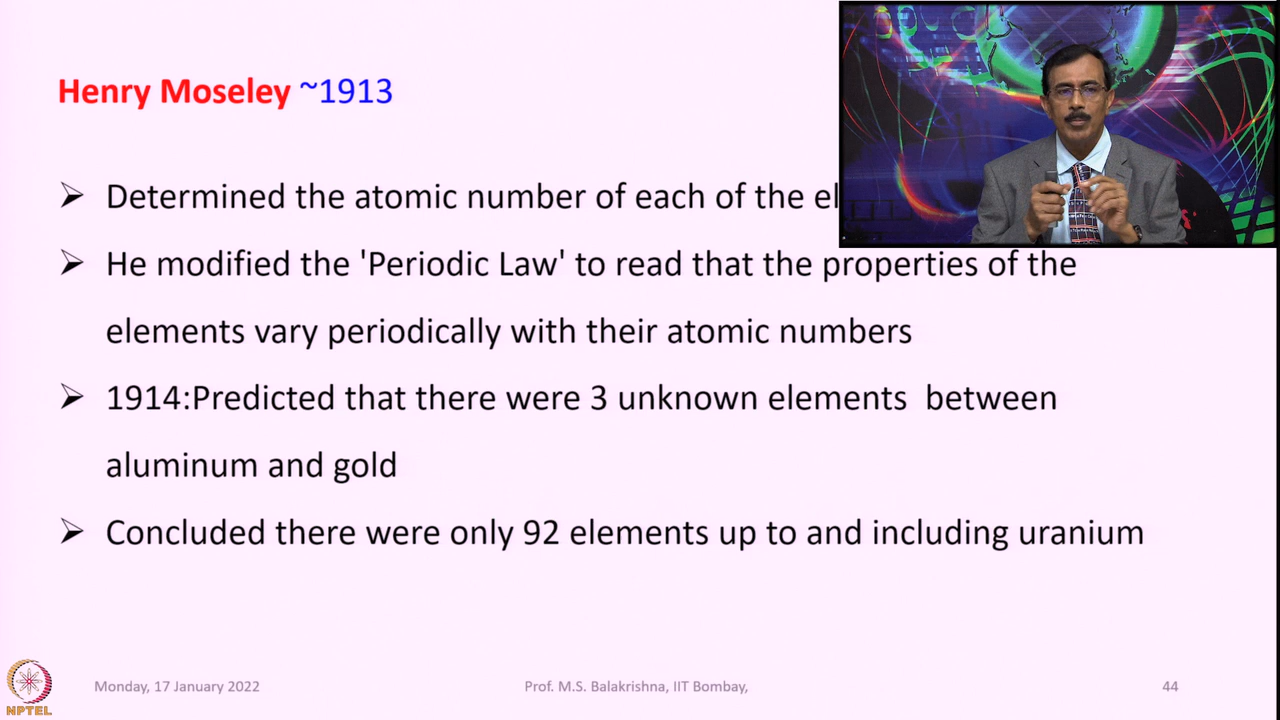 Henry Moseley ~1913
➢ Determined the atomic number of each of the el
➢ He modified the 'Periodic Law' to read that the properties of the
elements vary periodically with their atomic numbers
➢ 1914:Predicted that there were 3 unknown elements between
aluminum and gold
➢ Concluded there were only 92 elements up to and including uranium
NPTEL
Monday, 17 January 2022
Prof. M.S. Balakrishna, IIT Bombay,
44